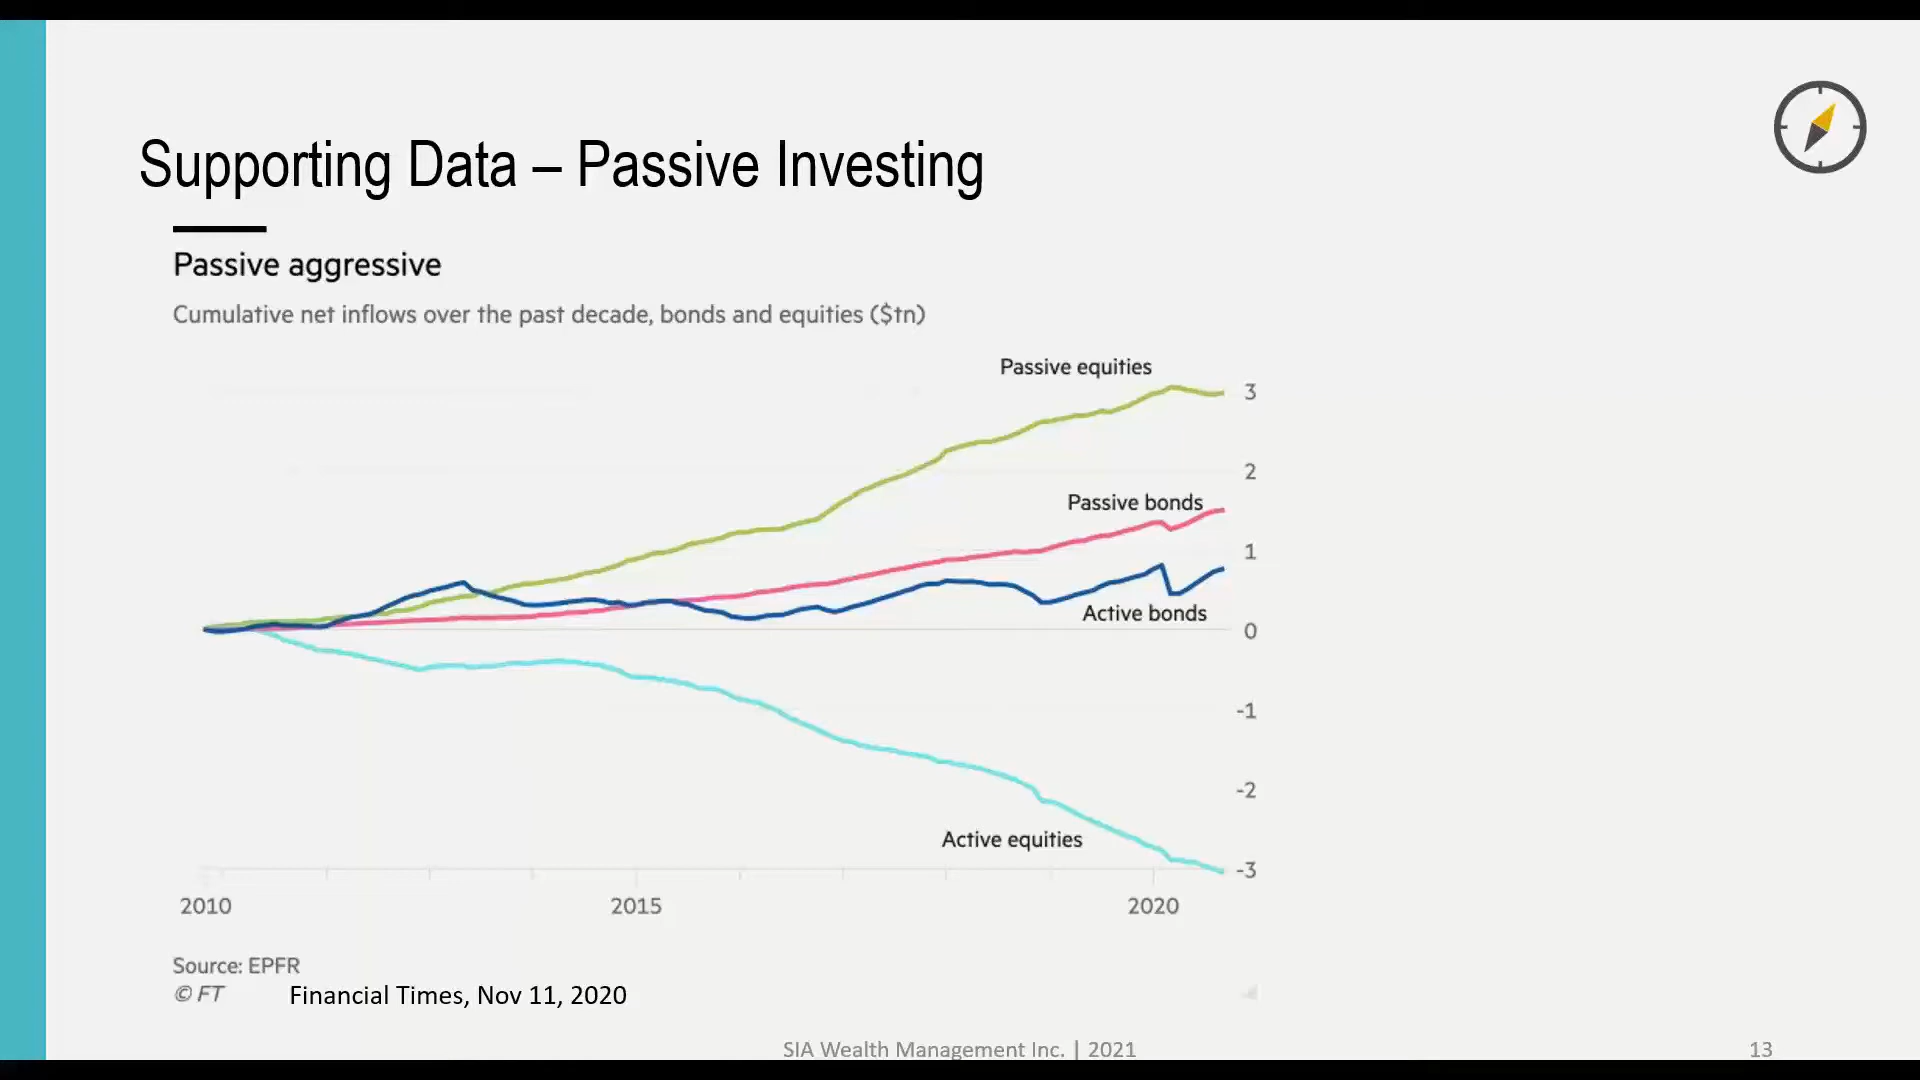 Supporting Data – Passive Investing
Passive aggressive
Cumulative net inflows over the past decade, bonds and equities ($tn)
Passive equities
3
2
Passive bonds
1
Active bonds
0
-1
-2
Active equities
-3
2010 2015 2020
Source: EPFR
© FT Financial Times, Nov 11, 2020
SIA Wealth Management Inc. | 2021 13